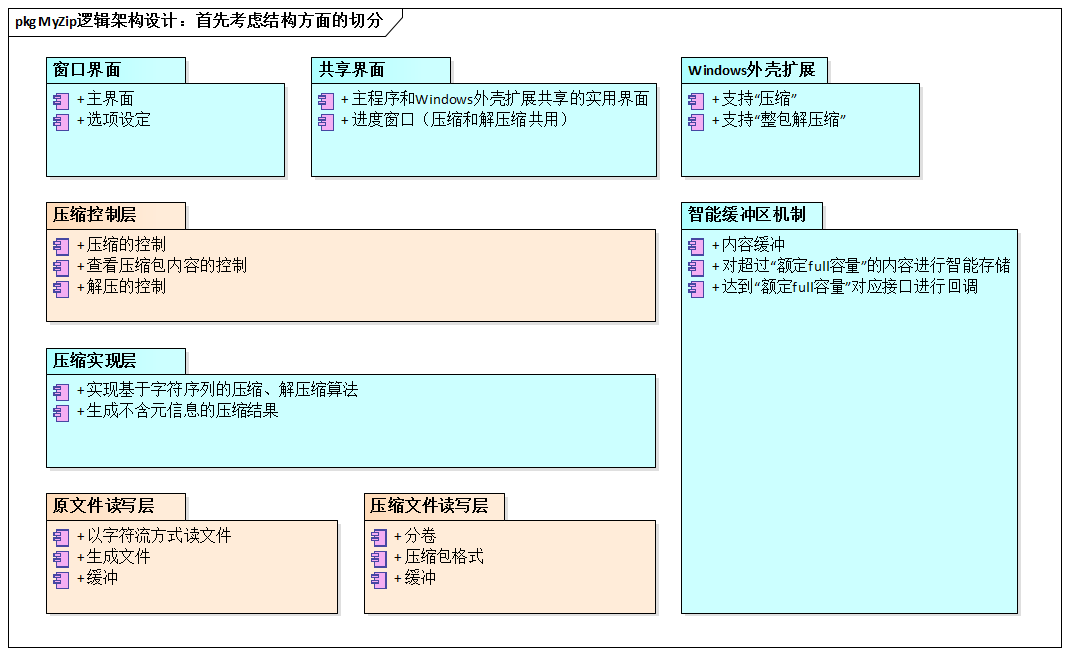 pkg MyZip逻辑架构设计：首先考虑结构方面的切分
窗口界面
+主界面
+选项设定
共享界面
+主程序和Windows外壳扩展共享的实用界面
+进度窗口（压缩和解压缩共用）
Windows外壳扩展
+支持“压缩”
+支持“整包解压缩”
压缩控制层
+压缩的控制
+查看压缩包内容的控制
+解压的控制
智能缓冲区机制
+内容缓冲
+对超过“额定full容量”的内容进行智能存储
+达到“额定full容量”对应接口进行回调
压缩实现层
+实现基于字符序列的压缩、解压缩算法
+生成不含元信息的压缩结果
原文件读写层
+以字符流方式读文件
+生成文件
+缓冲
压缩文件读写层
+分卷
+压缩包格式
+缓冲